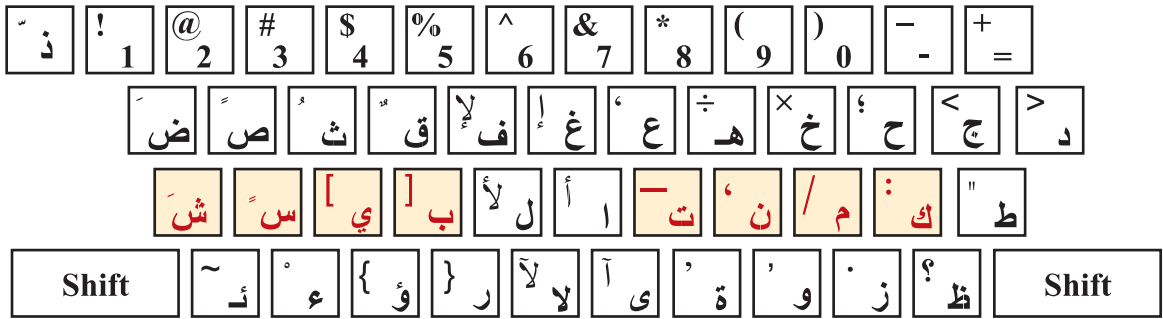 ّ ذ ! 1 @ 2 # 3 $ 4 % 5 ^ 6 & 7 * 8 ( 9 ) 0 – - + =
َ ض ً ص ُ ث ٌ ق لإ ف إ غ ‘ ع ÷ هـ × خ ؛ ح < ج > د
شَ ً س [ ي ] ب لأ ل أ ا — ت ، ن / م : ك " ط
Shift ~ ئـ ْ ء { ؤ } ر لآ لا آ ى ’ ة , و . ز ؟ ظ Shift